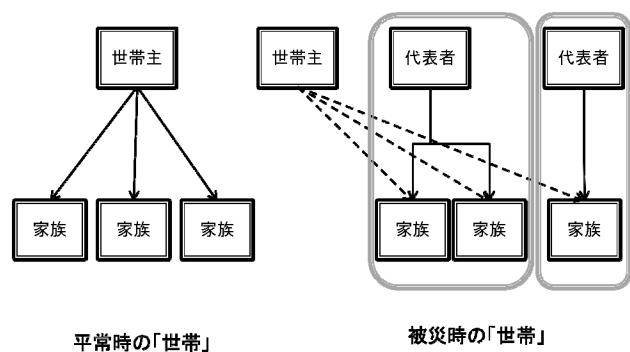 世帯主
世帯主
代表者
代表者
家族
家族
家族
家族
家族
家族
平常時の「世帯」
被災時の「世帯」